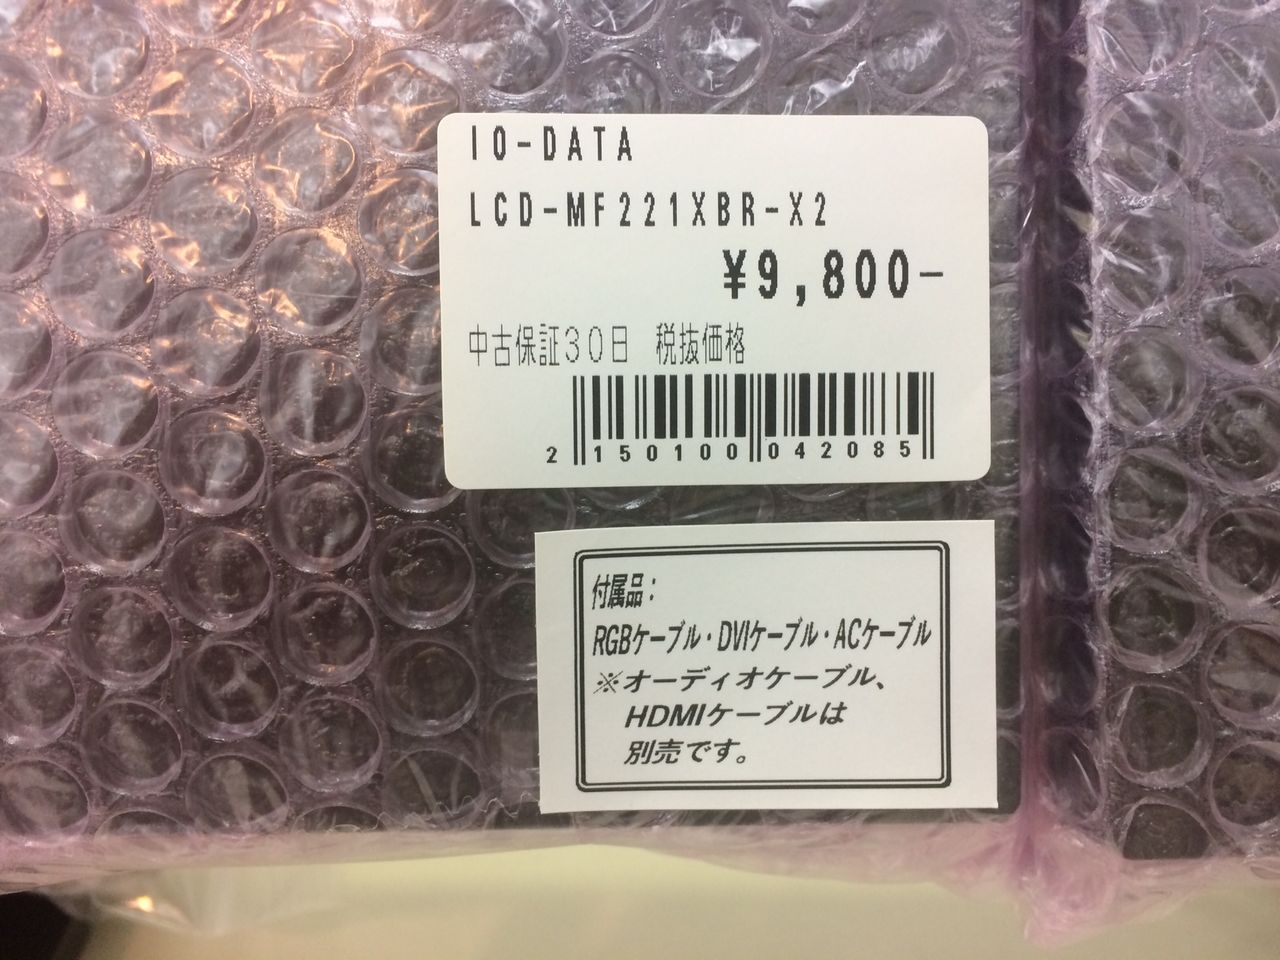 IO-DATA
LCD-MF221XBR-X2
¥9,800-
中古保証30日 税抜価格
2 150100 042085
付属品:
RGBケーブル・DVIケーブル・ACケーブル
※オーディオケーブル、
HDMIケーブルは
別売です。